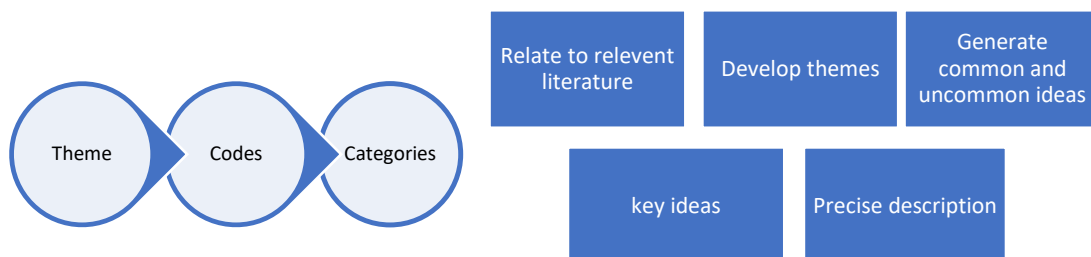 Theme
Codes
Categories
Relate to relevent
literature
Develop themes
Generate
common and
uncommon ideas
key ideas
Precise description